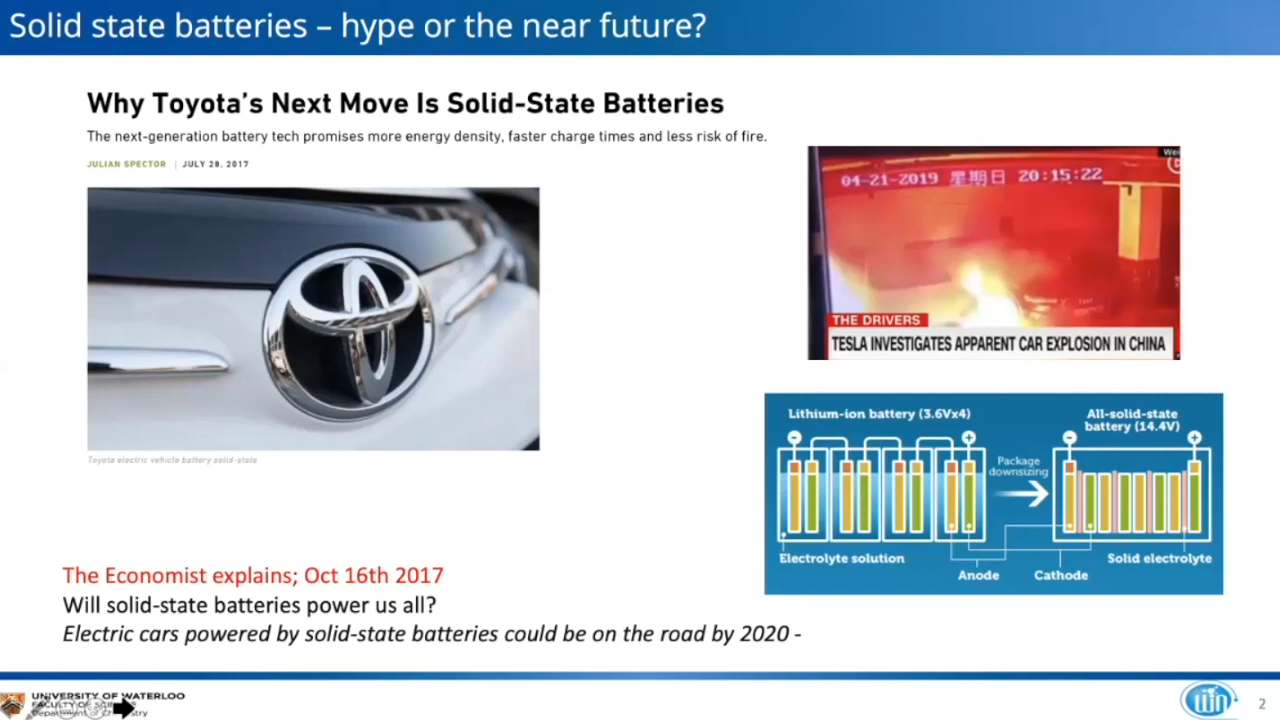 Solid state batteries – hype or the near future?
Why Toyota's Next Move Is Solid-State Batteries
The next-generation battery tech promises more energy density, faster charge times and less risk of fire.
JULIAN SPECTOR | JULY 28, 2017
Toyota electric vehicle battery solid-state
04-21-2019 星期日 20:15:22
THE DRIVERS
TESLA INVESTIGATES APPARENT CAR EXPLOSION IN CHINA
Lithium-ion battery (3.6Vx4)
All-solid-state
battery (14.4V)
Package
downsizing
Electrolyte solution
Solid electrolyte
Anode
Cathode
The Economist explains; Oct 16th 2017
Will solid-state batteries power us all?
Electric cars powered by solid-state batteries could be on the road by 2020 -
UNIVERSITY OF WATERLOO
FACULTY OF
Department of
2